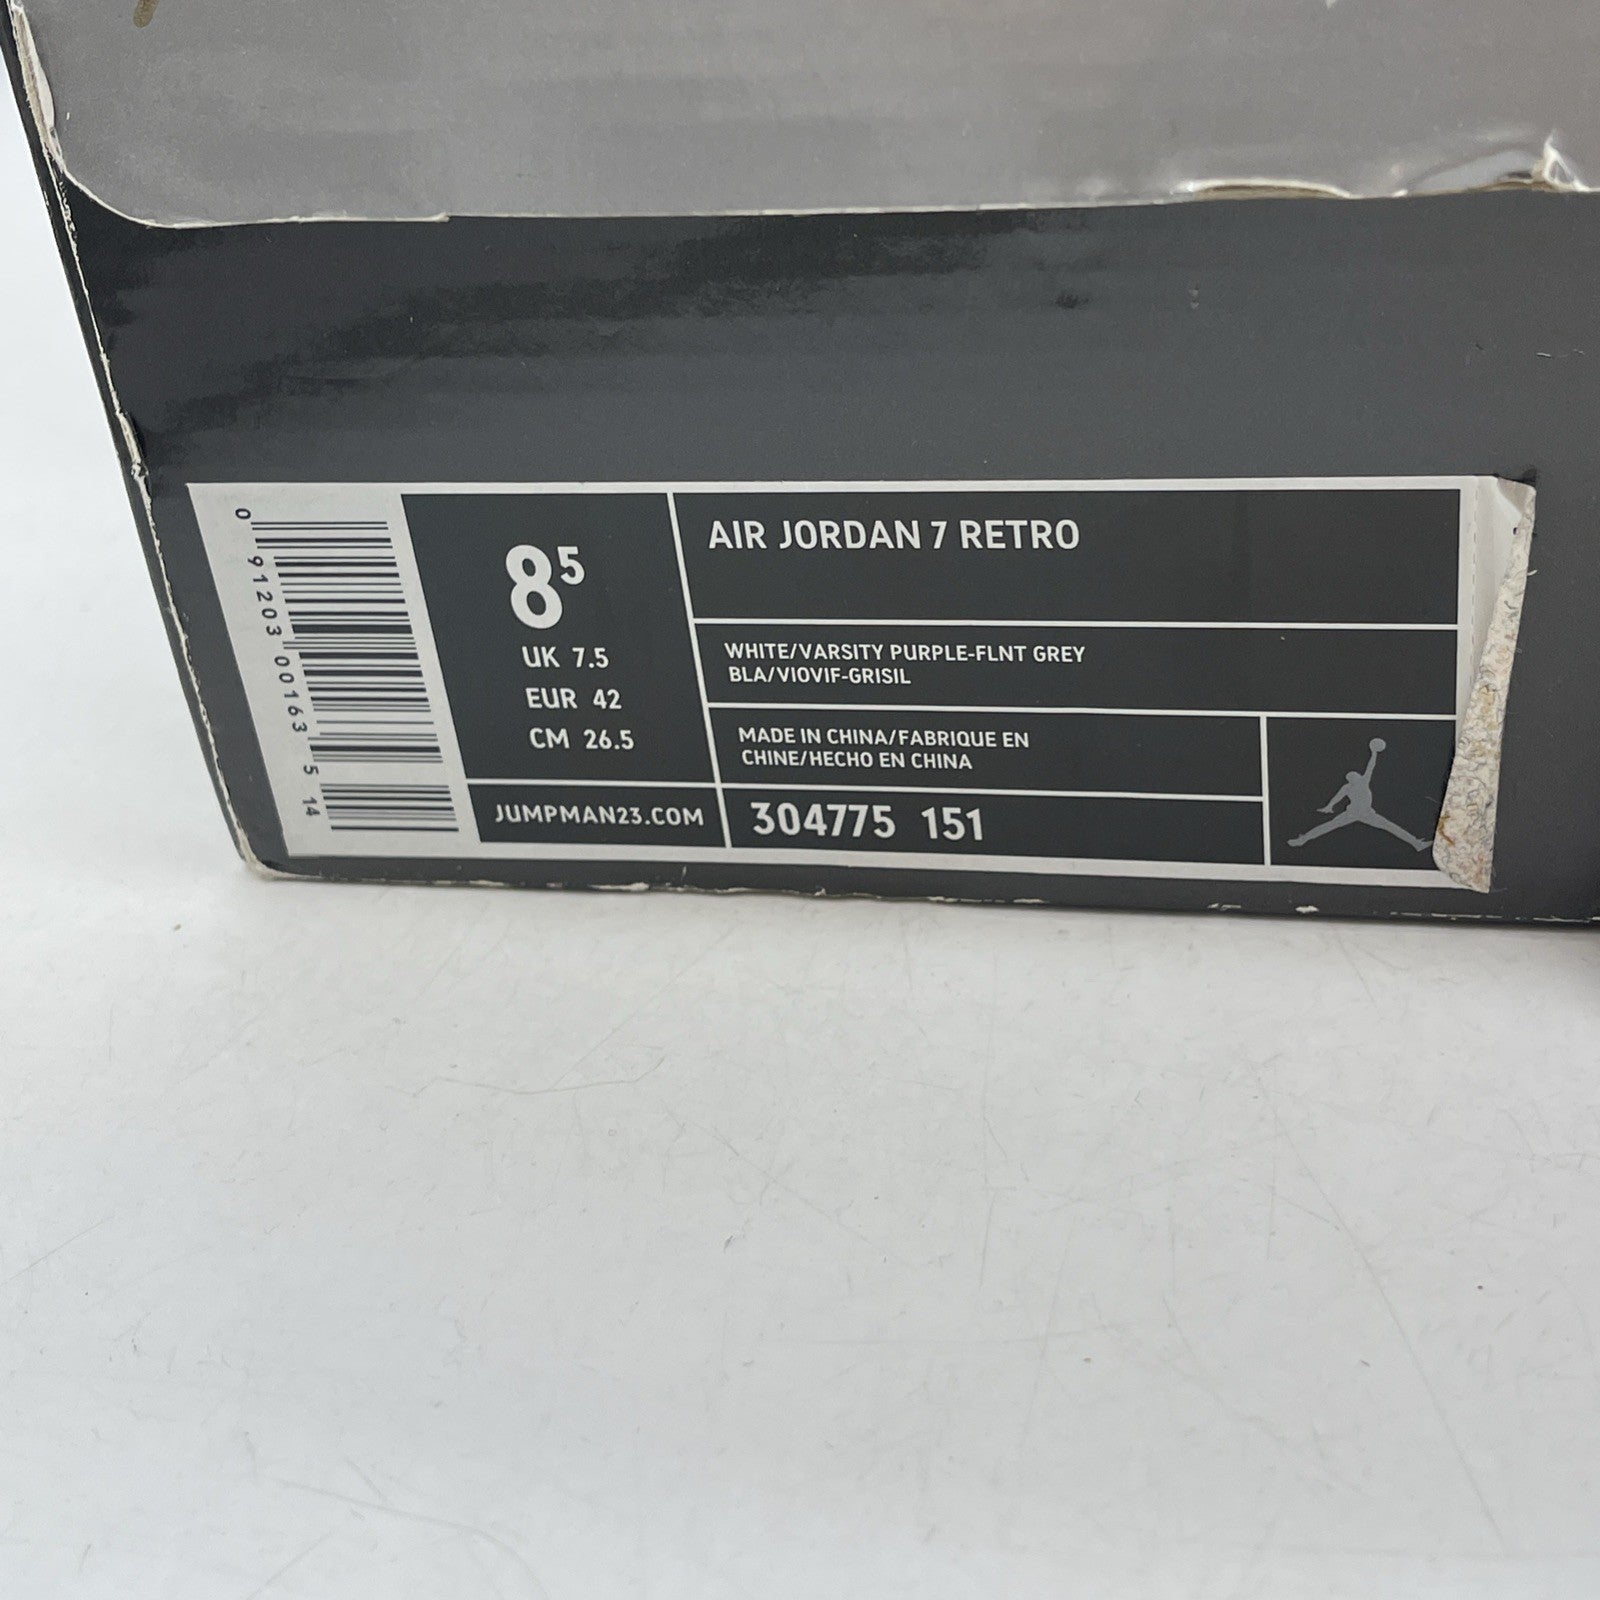 0 91203 00163 5 14
8⁵
UK 7.5
EUR 42
CM 26.5
JUMPMAN23.COM
AIR JORDAN 7 RETRO
WHITE/VARSITY PURPLE-FLNT GREY
BLA/VIOVIF-GRISIL
MADE IN CHINA/FABRIQUE EN
CHINE/HECHO EN CHINA
304775 151